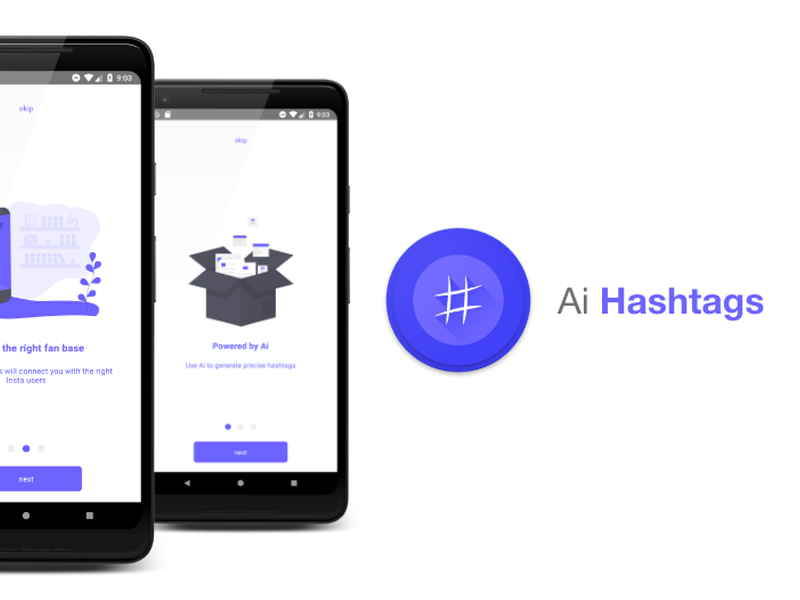 9:03
skip
the right fan base
s will connect you with the right
Insta users
next
9:03
skip
Powered by Ai
Use Ai to generate precise hashtags
next
#
Ai Hashtags